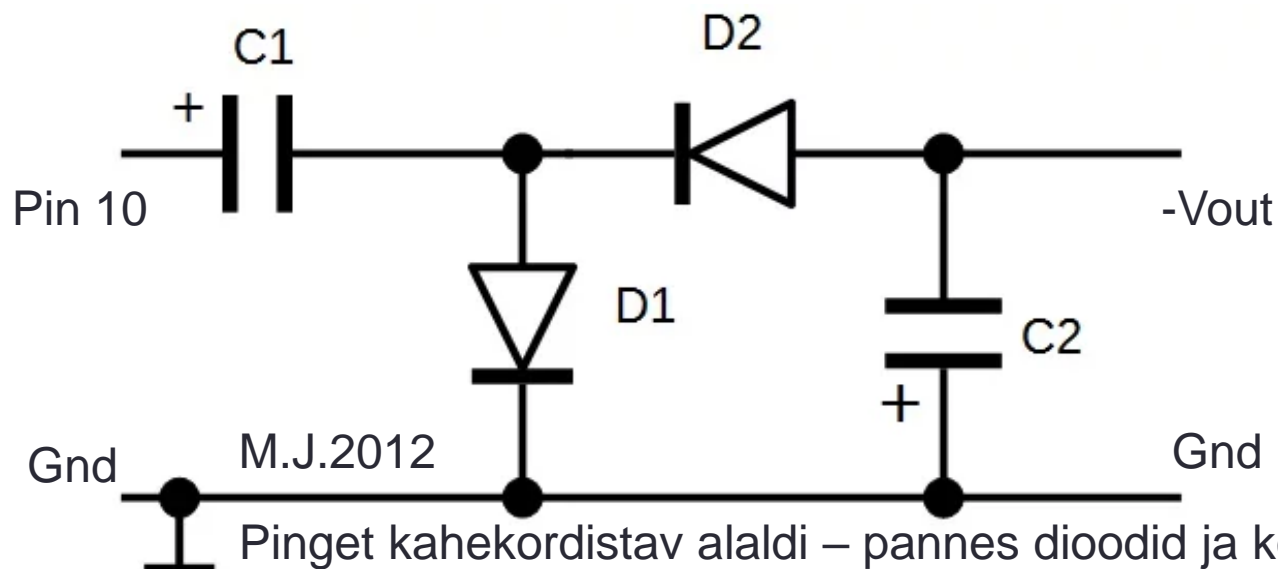 C1
D2
+
Pin 10
-Vout
D1
C2
+
Gnd
M.J.2012
Gnd
Pinget kahekordistav alaldi – pannes dioodid ja